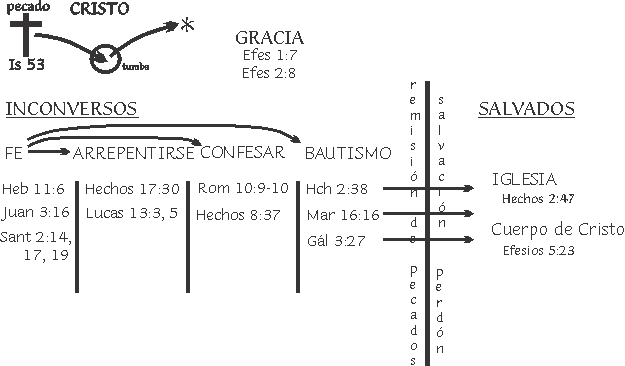 pecado
CRISTO
Is 53
tumba
*
GRACIA
Efes 1:7
Efes 2:8
INCONVERSOS
SALVADOS
FE
ARREPENTIRSE
CONFESAR
BAUTISMO
Heb 11:6
Juan 3:16
Sant 2:14,
17, 19
Hechos 17:30
Lucas 13:3, 5
Rom 10:9-10
Hechos 8:37
Hch 2:38
Mar 16:16
Gál 3:27
remisión de pecados
salvación perdón
IGLESIA
Hechos 2:47
Cuerpo de Cristo
Efesios 5:23